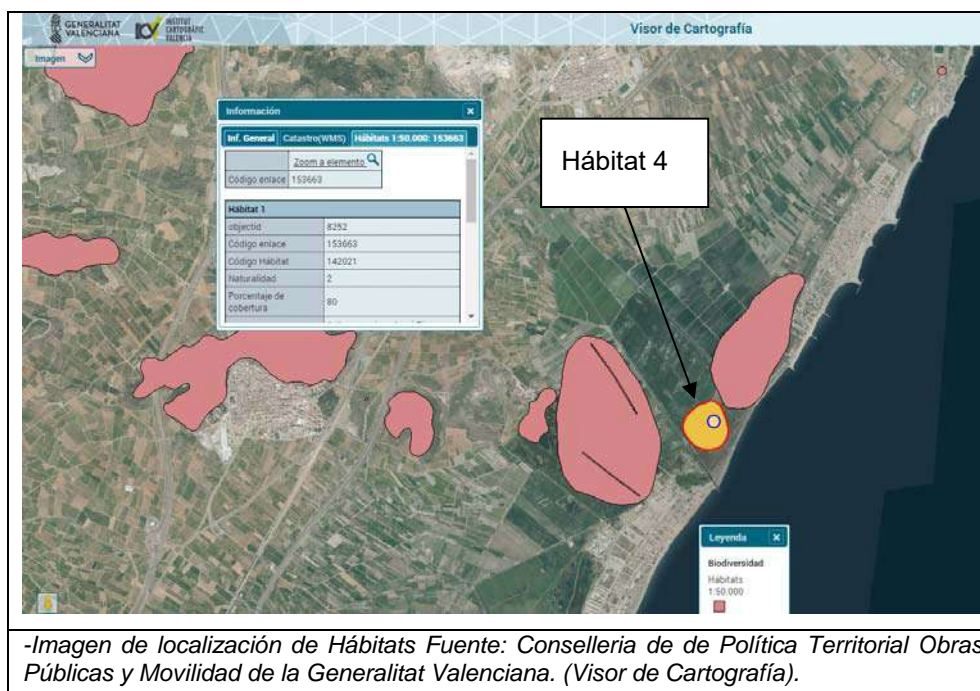 GENERALITAT
VALENCIANA
INSTITUT
CARTOGRÀFIC
VALENCIÀ
Visor de Cartografía
Imagen
Información
Inf. General Catastro(WMS) Hábitats 1:50.000: 153663
Zoom a elemento
Código enlace 153663
Hábitat 1
objectid 8252
Código enlace 153663
Código Hábitat 142021
Naturalidad 2
Porcentaje de
cobertura 80
Hábitat 4
Leyenda
Biodiversidad
Hábitats
1:50.000
-Imagen de localización de Hábitats Fuente: Conselleria de de Política Territorial Obras
Públicas y Movilidad de la Generalitat Valenciana. (Visor de Cartografía).